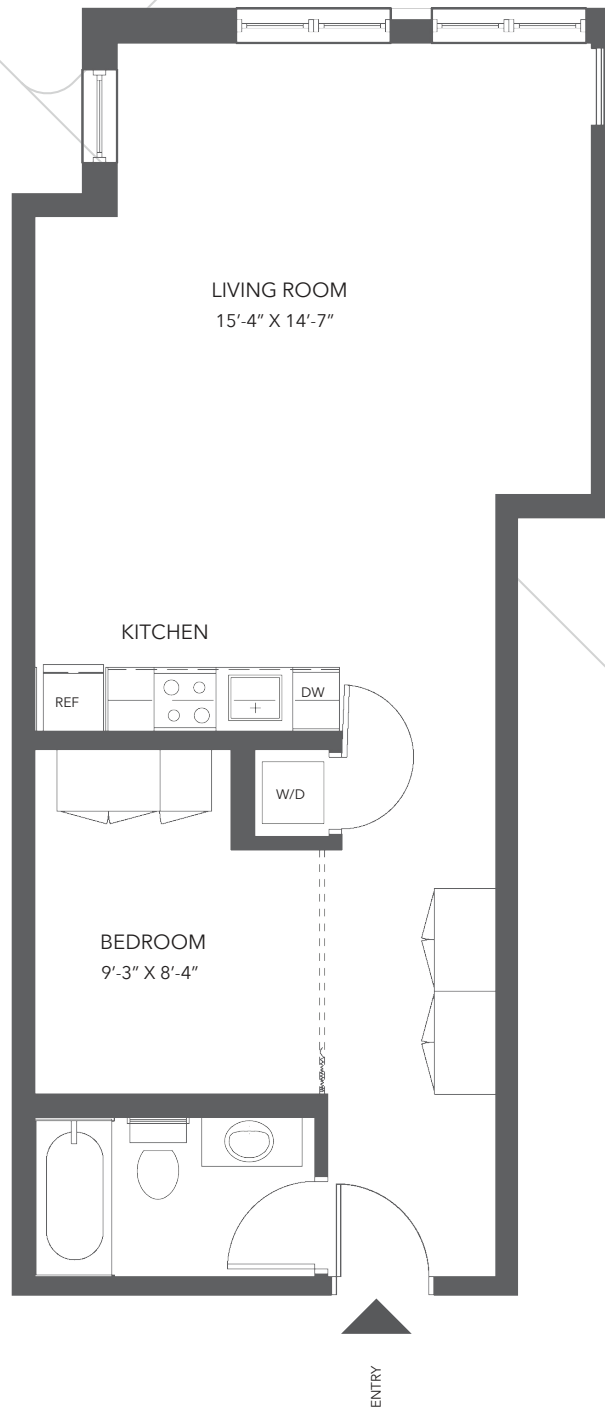 LIVING ROOM
15’-4” X 14’-7”
KITCHEN
REF
DW
W/D
BEDROOM
9’-3” X 8’-4”
ENTRY